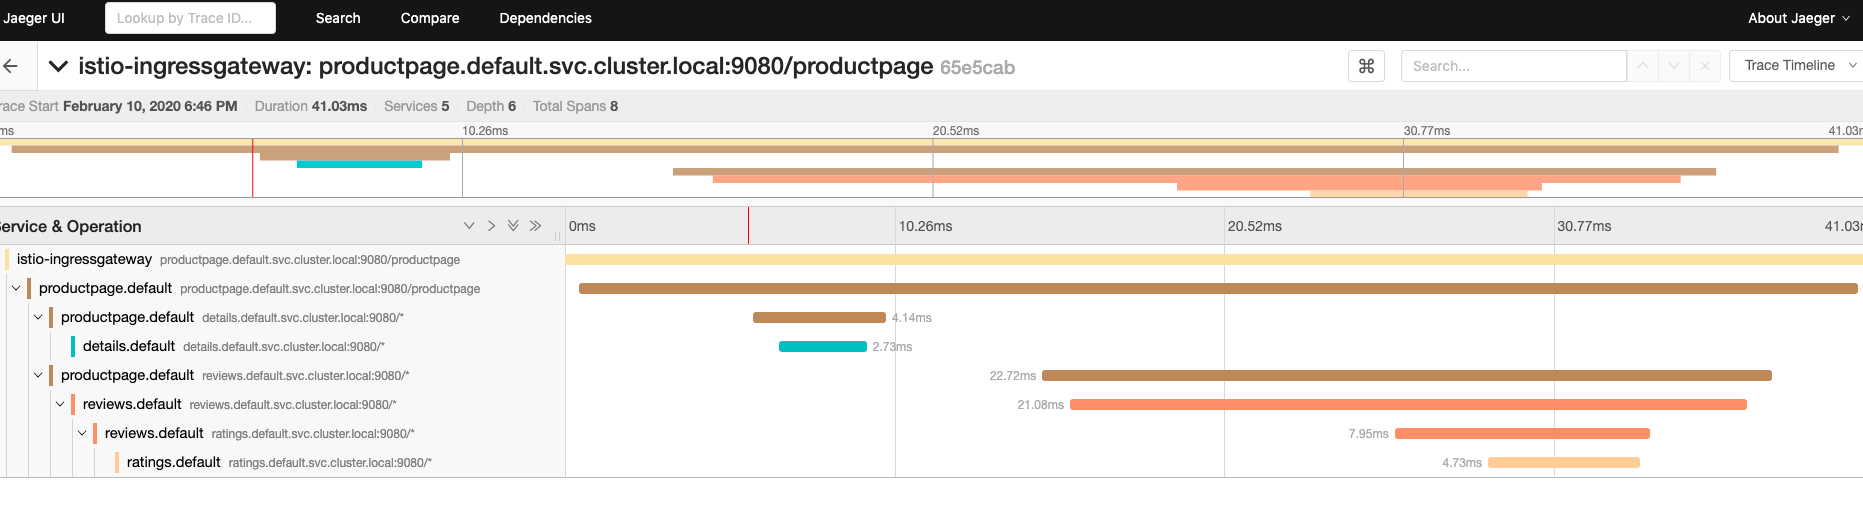 Jaeger UI Lookup by Trace ID... Search Compare Dependencies About Jaeger
istio-ingressgateway: productpage.default.svc.cluster.local:9080/productpage 65e5cab ⌘ Search... Trace Timeline
race Start February 10, 2020 6:46 PM Duration 41.03ms Services 5 Depth 6 Total Spans 8
ms 10.26ms 20.52ms 30.77ms 41.03m
Service & Operation 0ms 10.26ms 20.52ms 30.77ms 41.03m
istio-ingressgateway productpage.default.svc.cluster.local:9080/productpage
productpage.default productpage.default.svc.cluster.local:9080/productpage
productpage.default details.default.svc.cluster.local:9080/* 4.14ms
details.default details.default.svc.cluster.local:9080/* 2.73ms
productpage.default reviews.default.svc.cluster.local:9080/* 22.72ms
reviews.default reviews.default.svc.cluster.local:9080/* 21.08ms
reviews.default ratings.default.svc.cluster.local:9080/* 7.95ms
ratings.default ratings.default.svc.cluster.local:9080/* 4.73ms